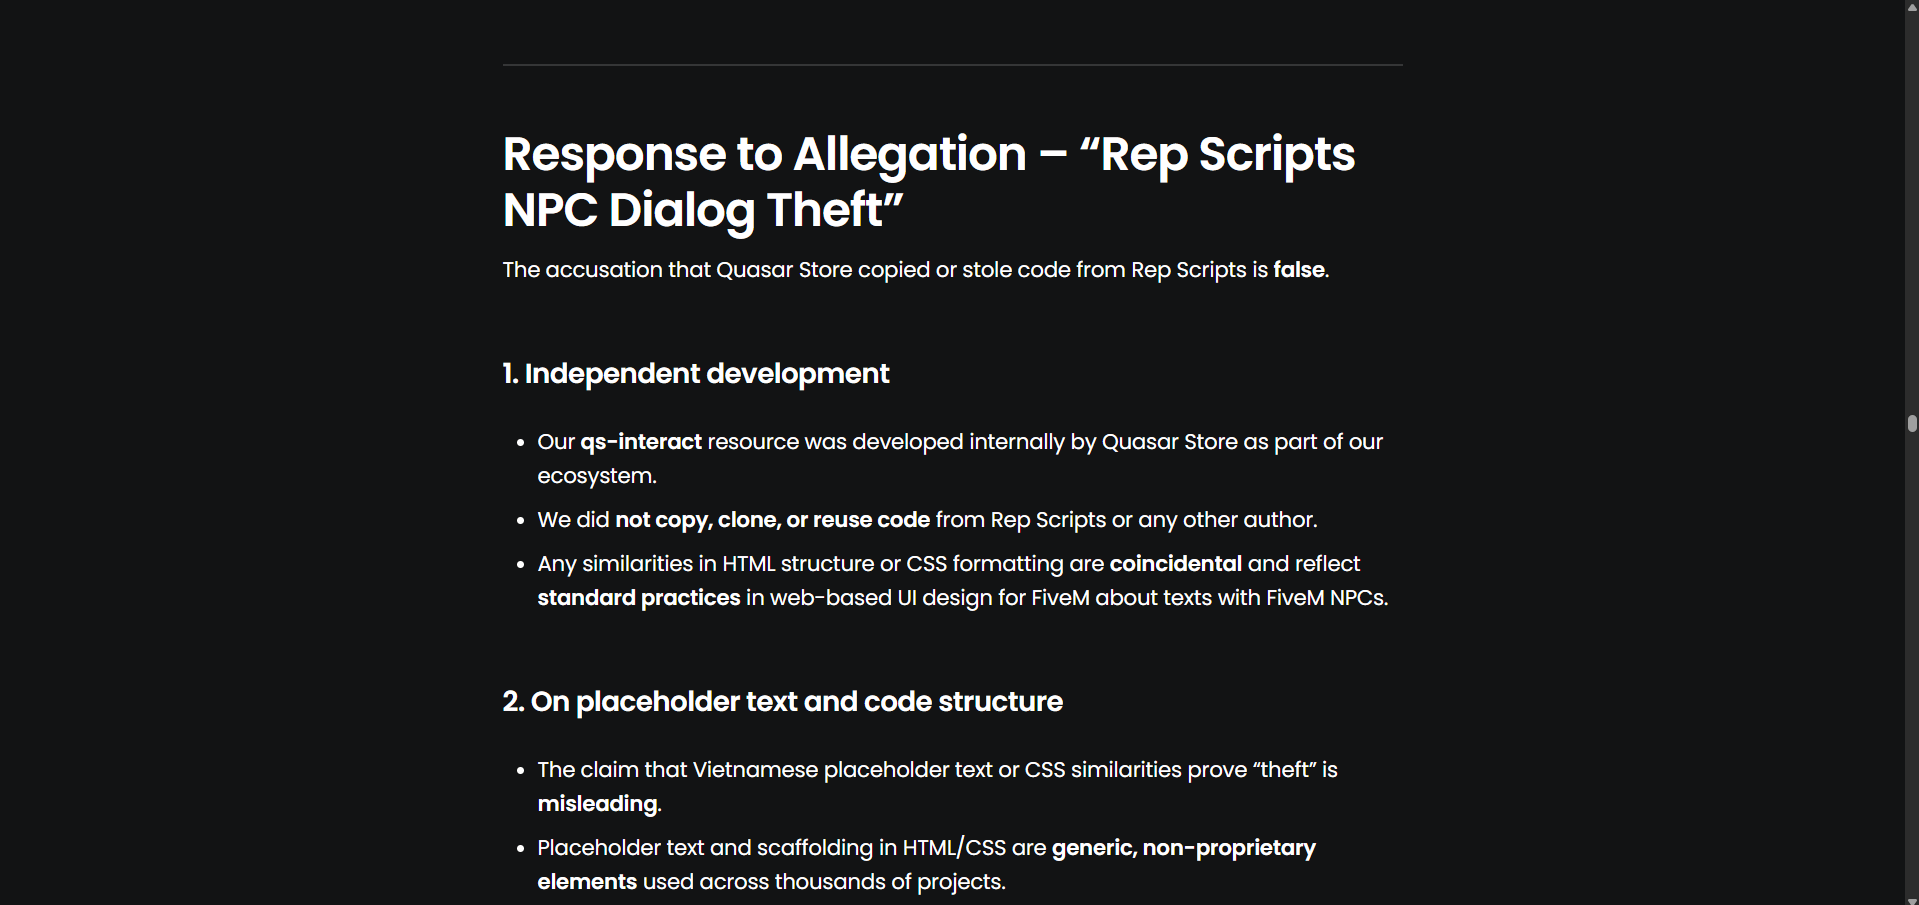 Response to Allegation – “Rep Scripts
NPC Dialog Theft”
The accusation that Quasar Store copied or stole code from Rep Scripts is false.
1. Independent development
• Our qs-interact resource was developed internally by Quasar Store as part of our
ecosystem.
• We did not copy, clone, or reuse code from Rep Scripts or any other author.
• Any similarities in HTML structure or CSS formatting are coincidental and reflect
standard practices in web-based UI design for FiveM about texts with FiveM NPCs.
2. On placeholder text and code structure
• The claim that Vietnamese placeholder text or CSS similarities prove “theft” is
misleading.
• Placeholder text and scaffolding in HTML/CSS are generic, non-proprietary
elements used across thousands of projects.